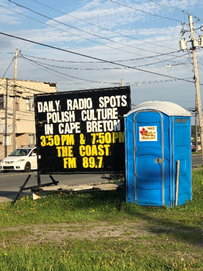 DAILY RADIO SPOTS
POLISH CULTURE
IN CAPE BRETON
3:50 PM & 7:50 PM
THE COAST
FM 89.7